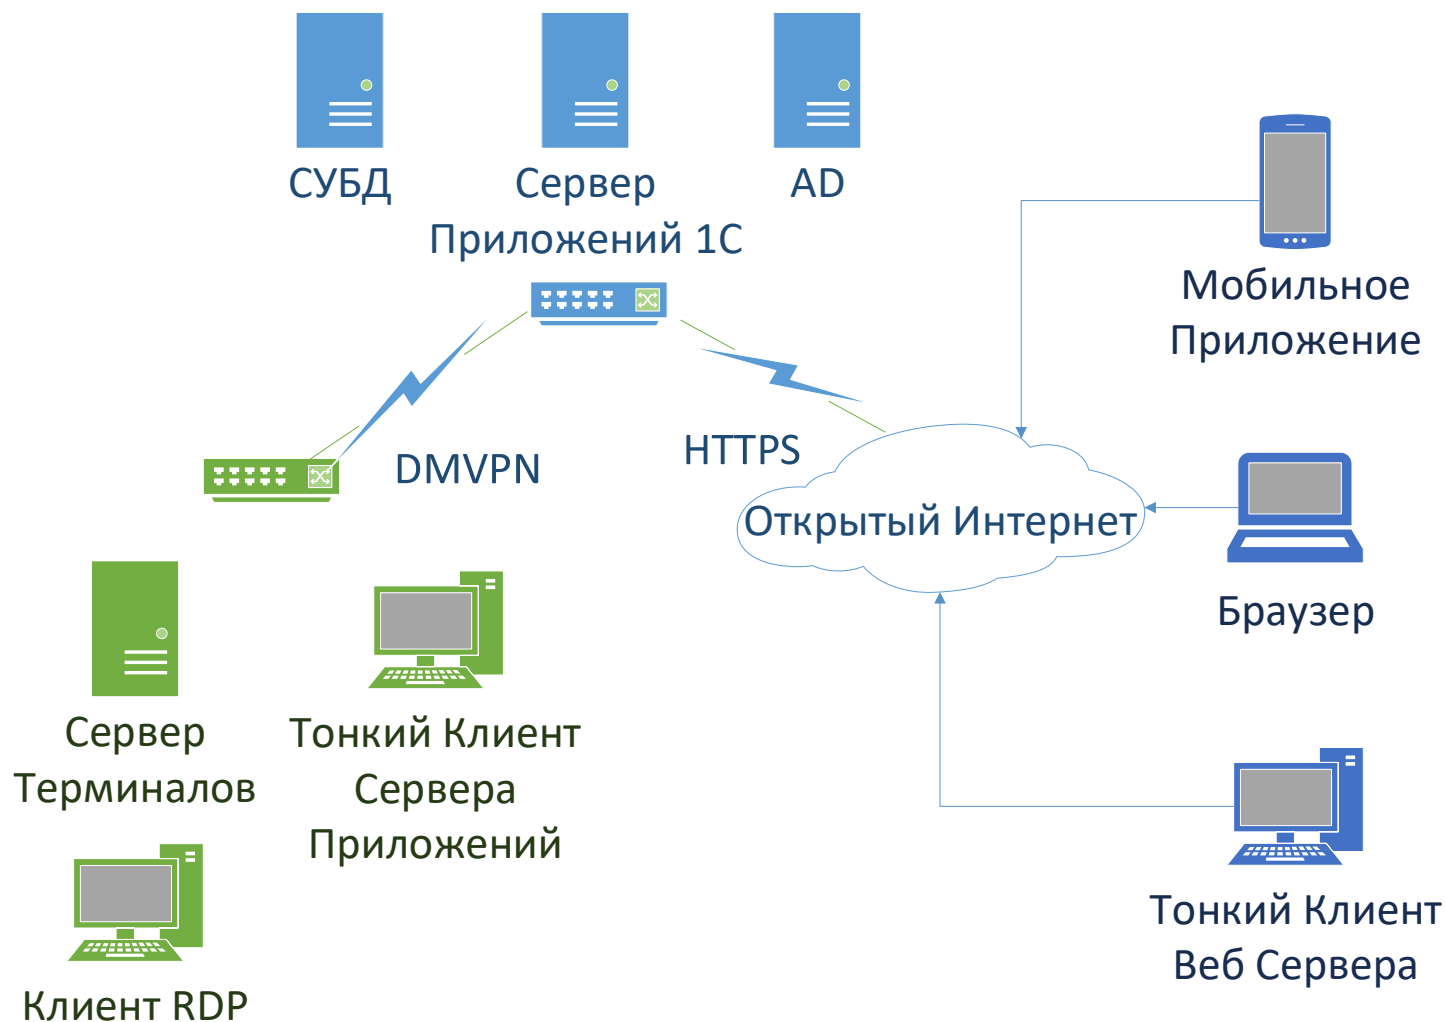 СУБД
Сервер
Приложений 1С
AD
Мобильное
Приложение
DMVPN
HTTPS
Открытый Интернет
Браузер
Сервер
Терминалов
Тонкий Клиент
Сервера
Приложений
Клиент RDP
Тонкий Клиент
Веб Сервера